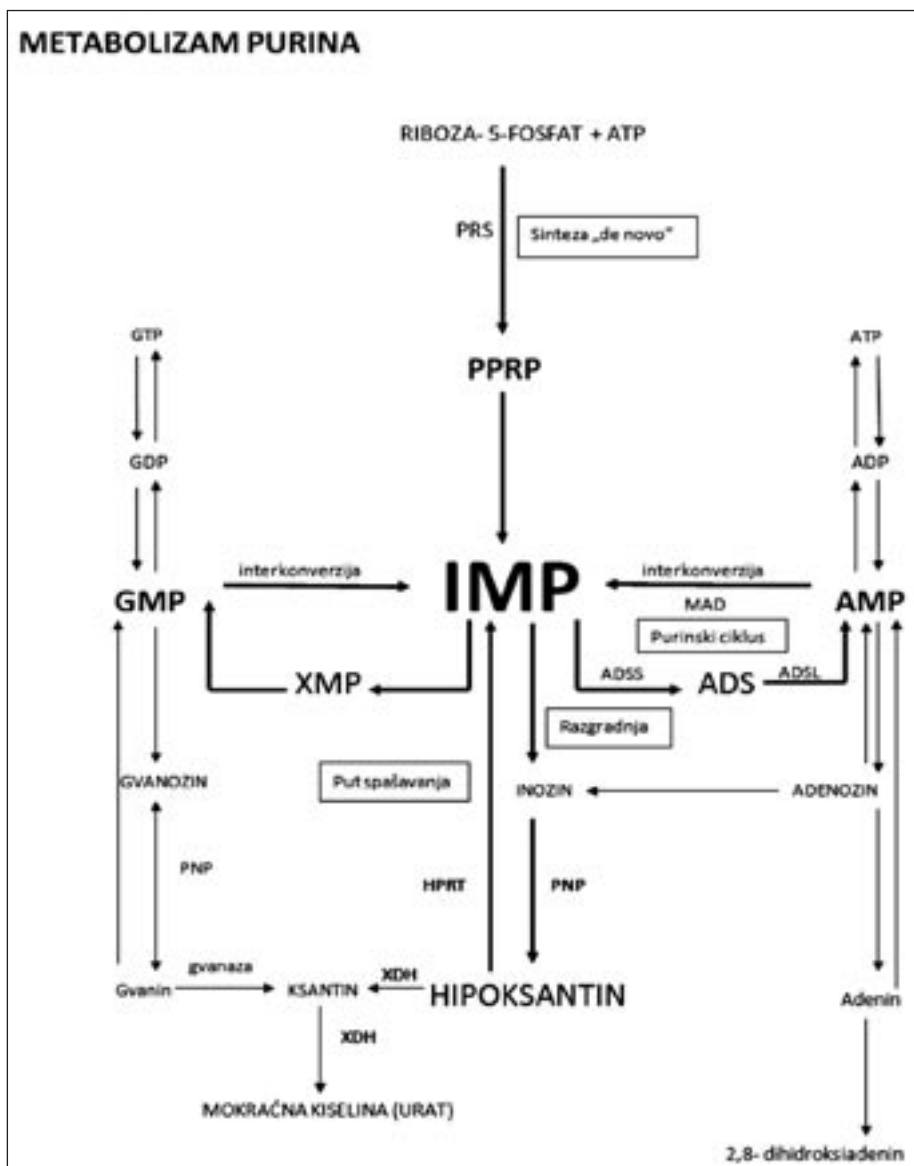 METABOLIZAM PURINA
RIBOZA- 5-FOSFAT + ATP
PRS
Sinteza „de novo"
GTP
PPRP
ATP
GDP
ADP
GMP
interkonverzija
IMP
interkonverzija
MAD
AMP
Purinski ciklus
XMP
ADSS
ADS
ADSL
Razgradnja
Put spašavanja
GVANOZIN
INOZIN
ADENOZIN
PNP
HPRT
PNP
gvanaza
Gvanin
KSANTIN
XDH
HIPOKSANTIN
Adenin
XDH
MOKRAĆNA KISELINA (URAT)
2,8- dihidroksiadenin